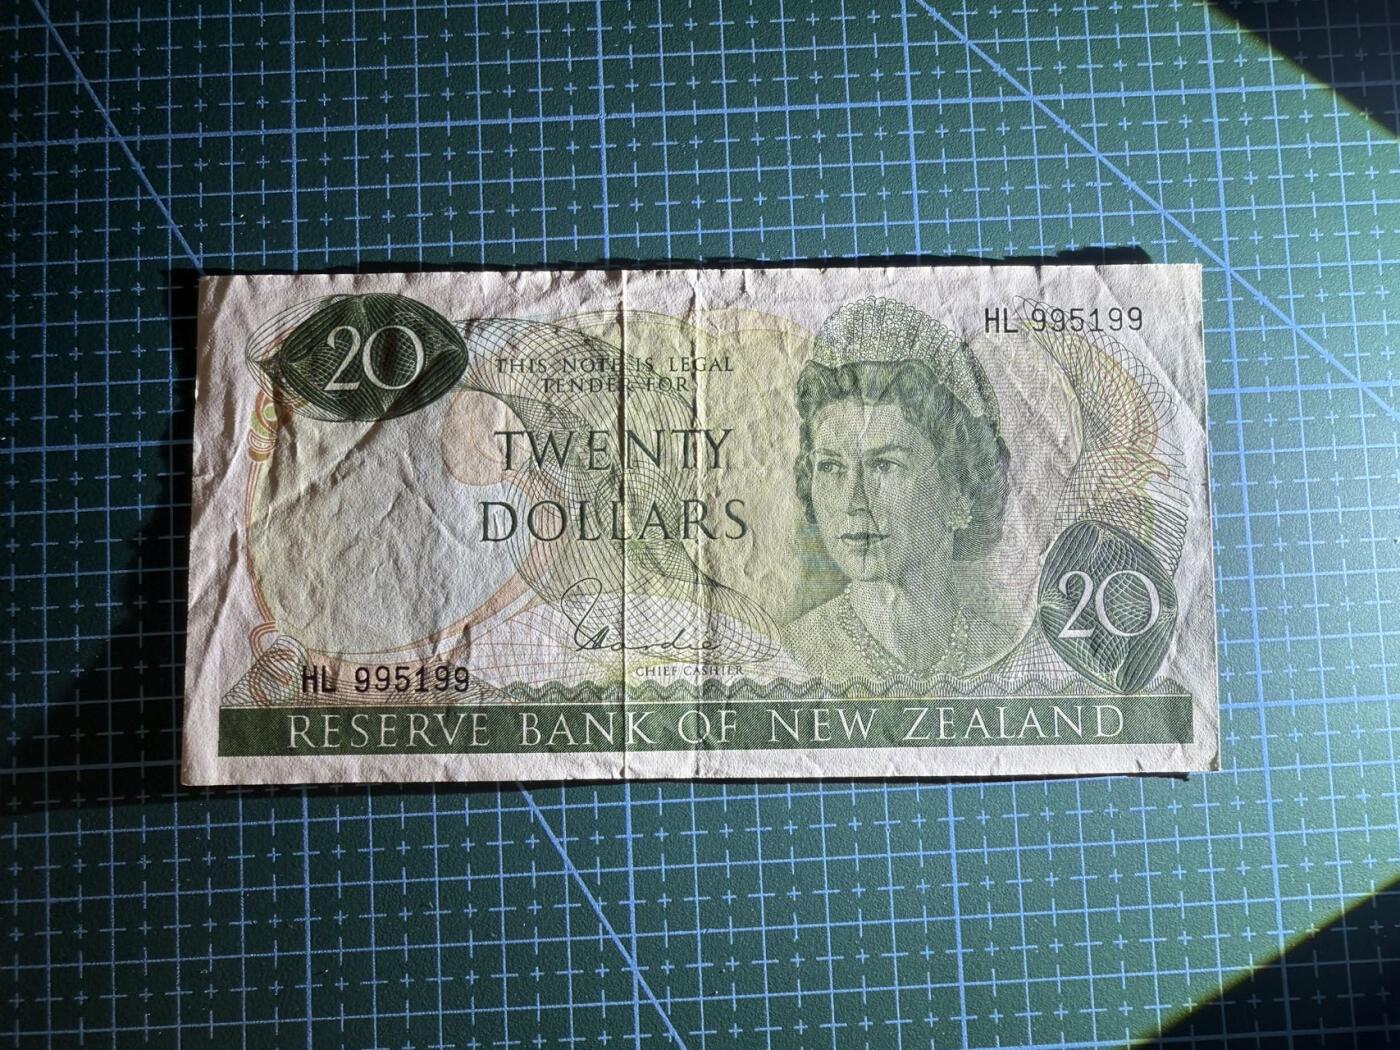 20
HL 995199
THIS NOTE IS LEGAL
TENDER FOR
TWENTY
DOLLARS
Hardie
CHIEF CASHIER
20
HL 995199
RESERVE BANK OF NEW ZEALAND